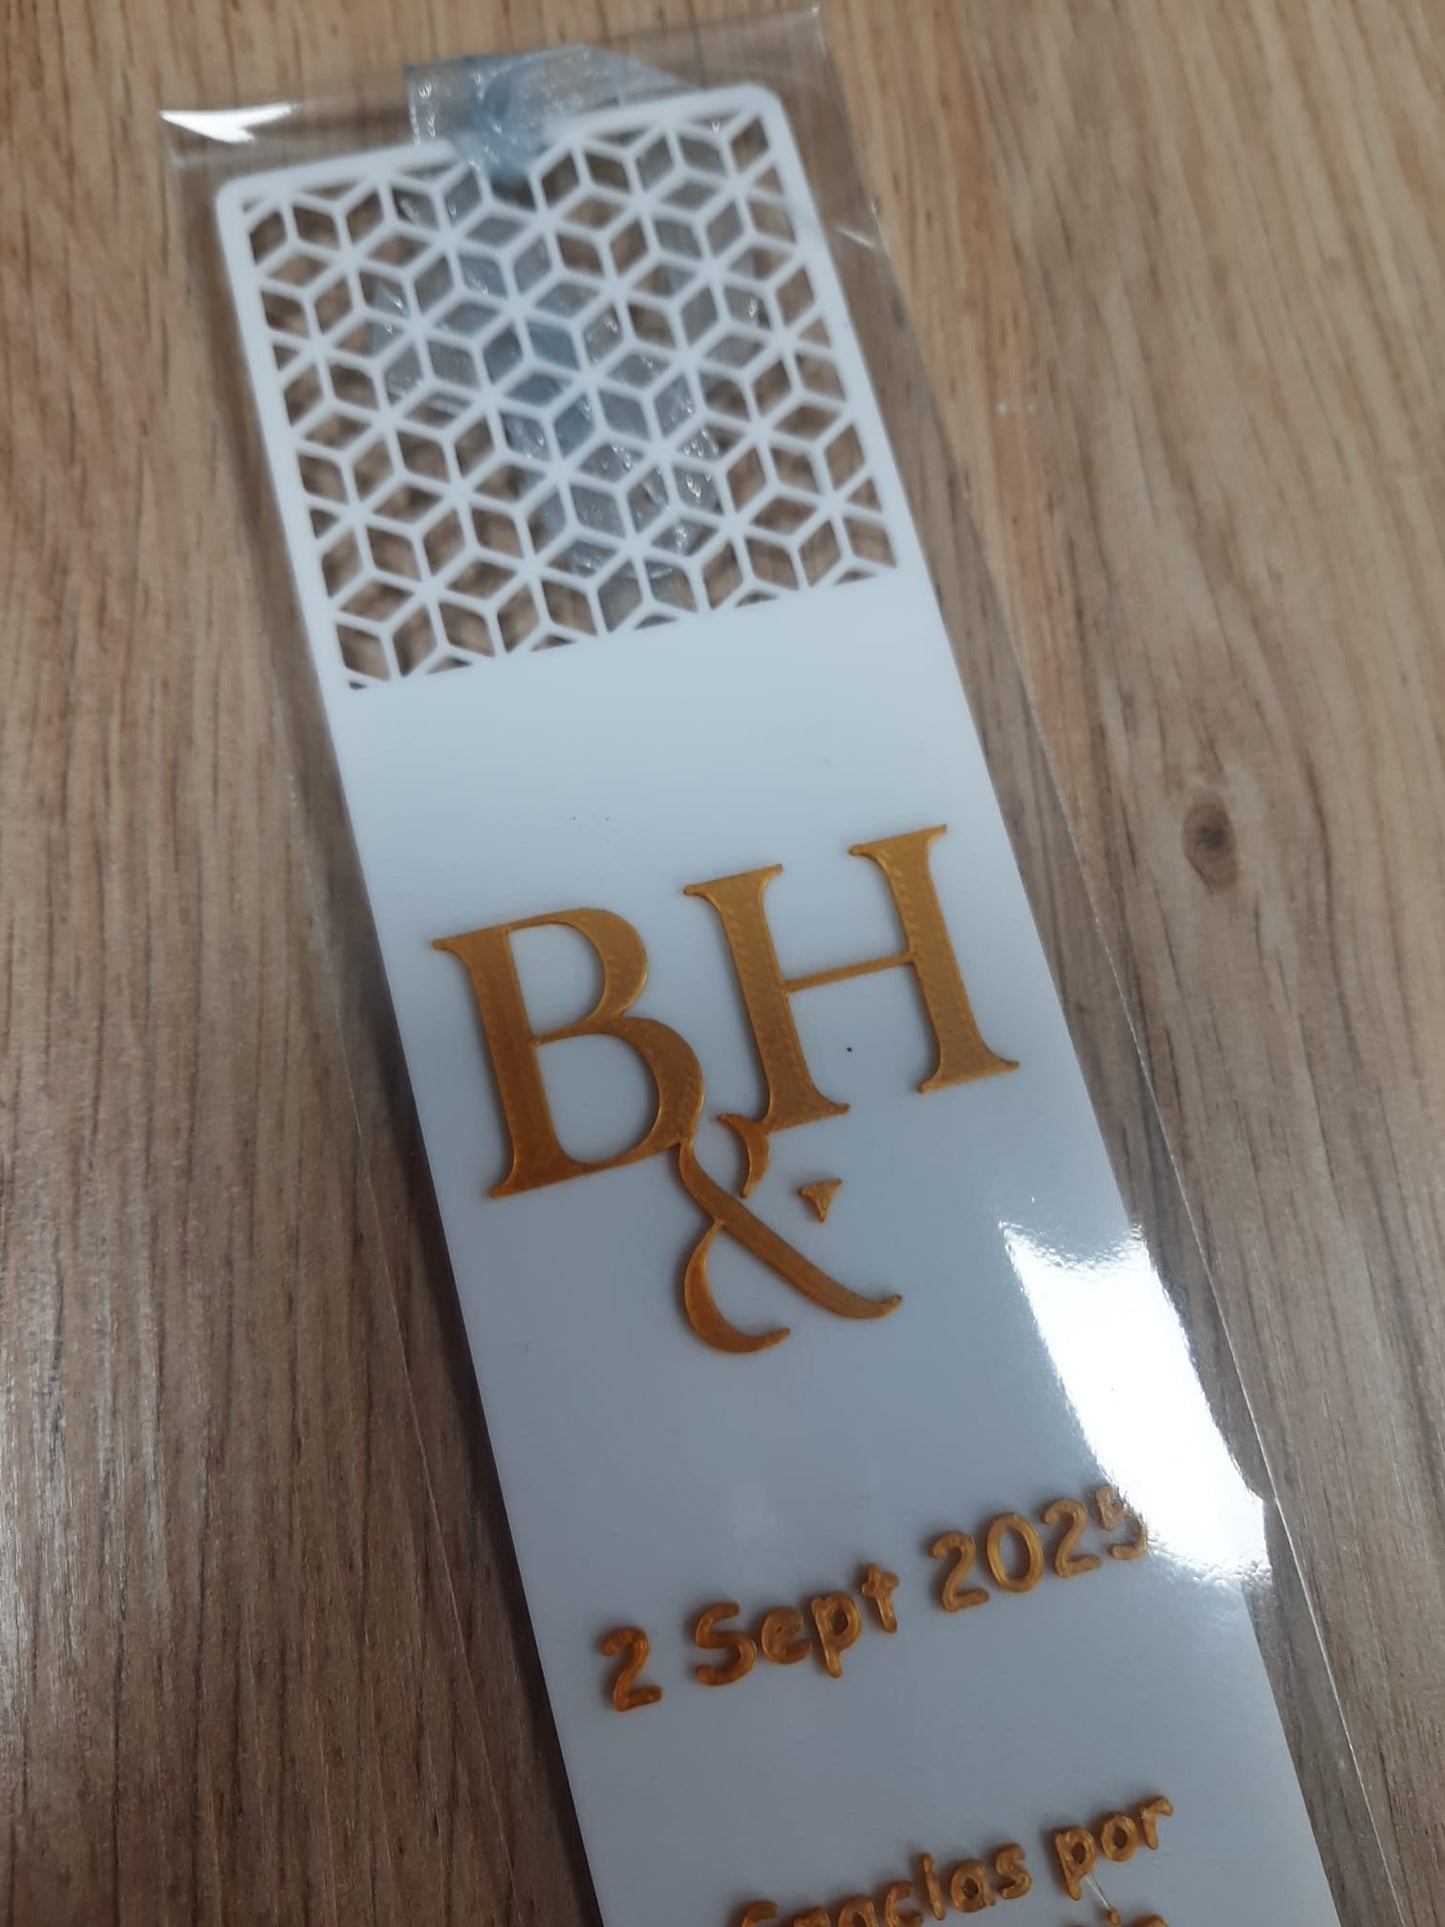 BH
&
2 Sept 2025
Gracias por